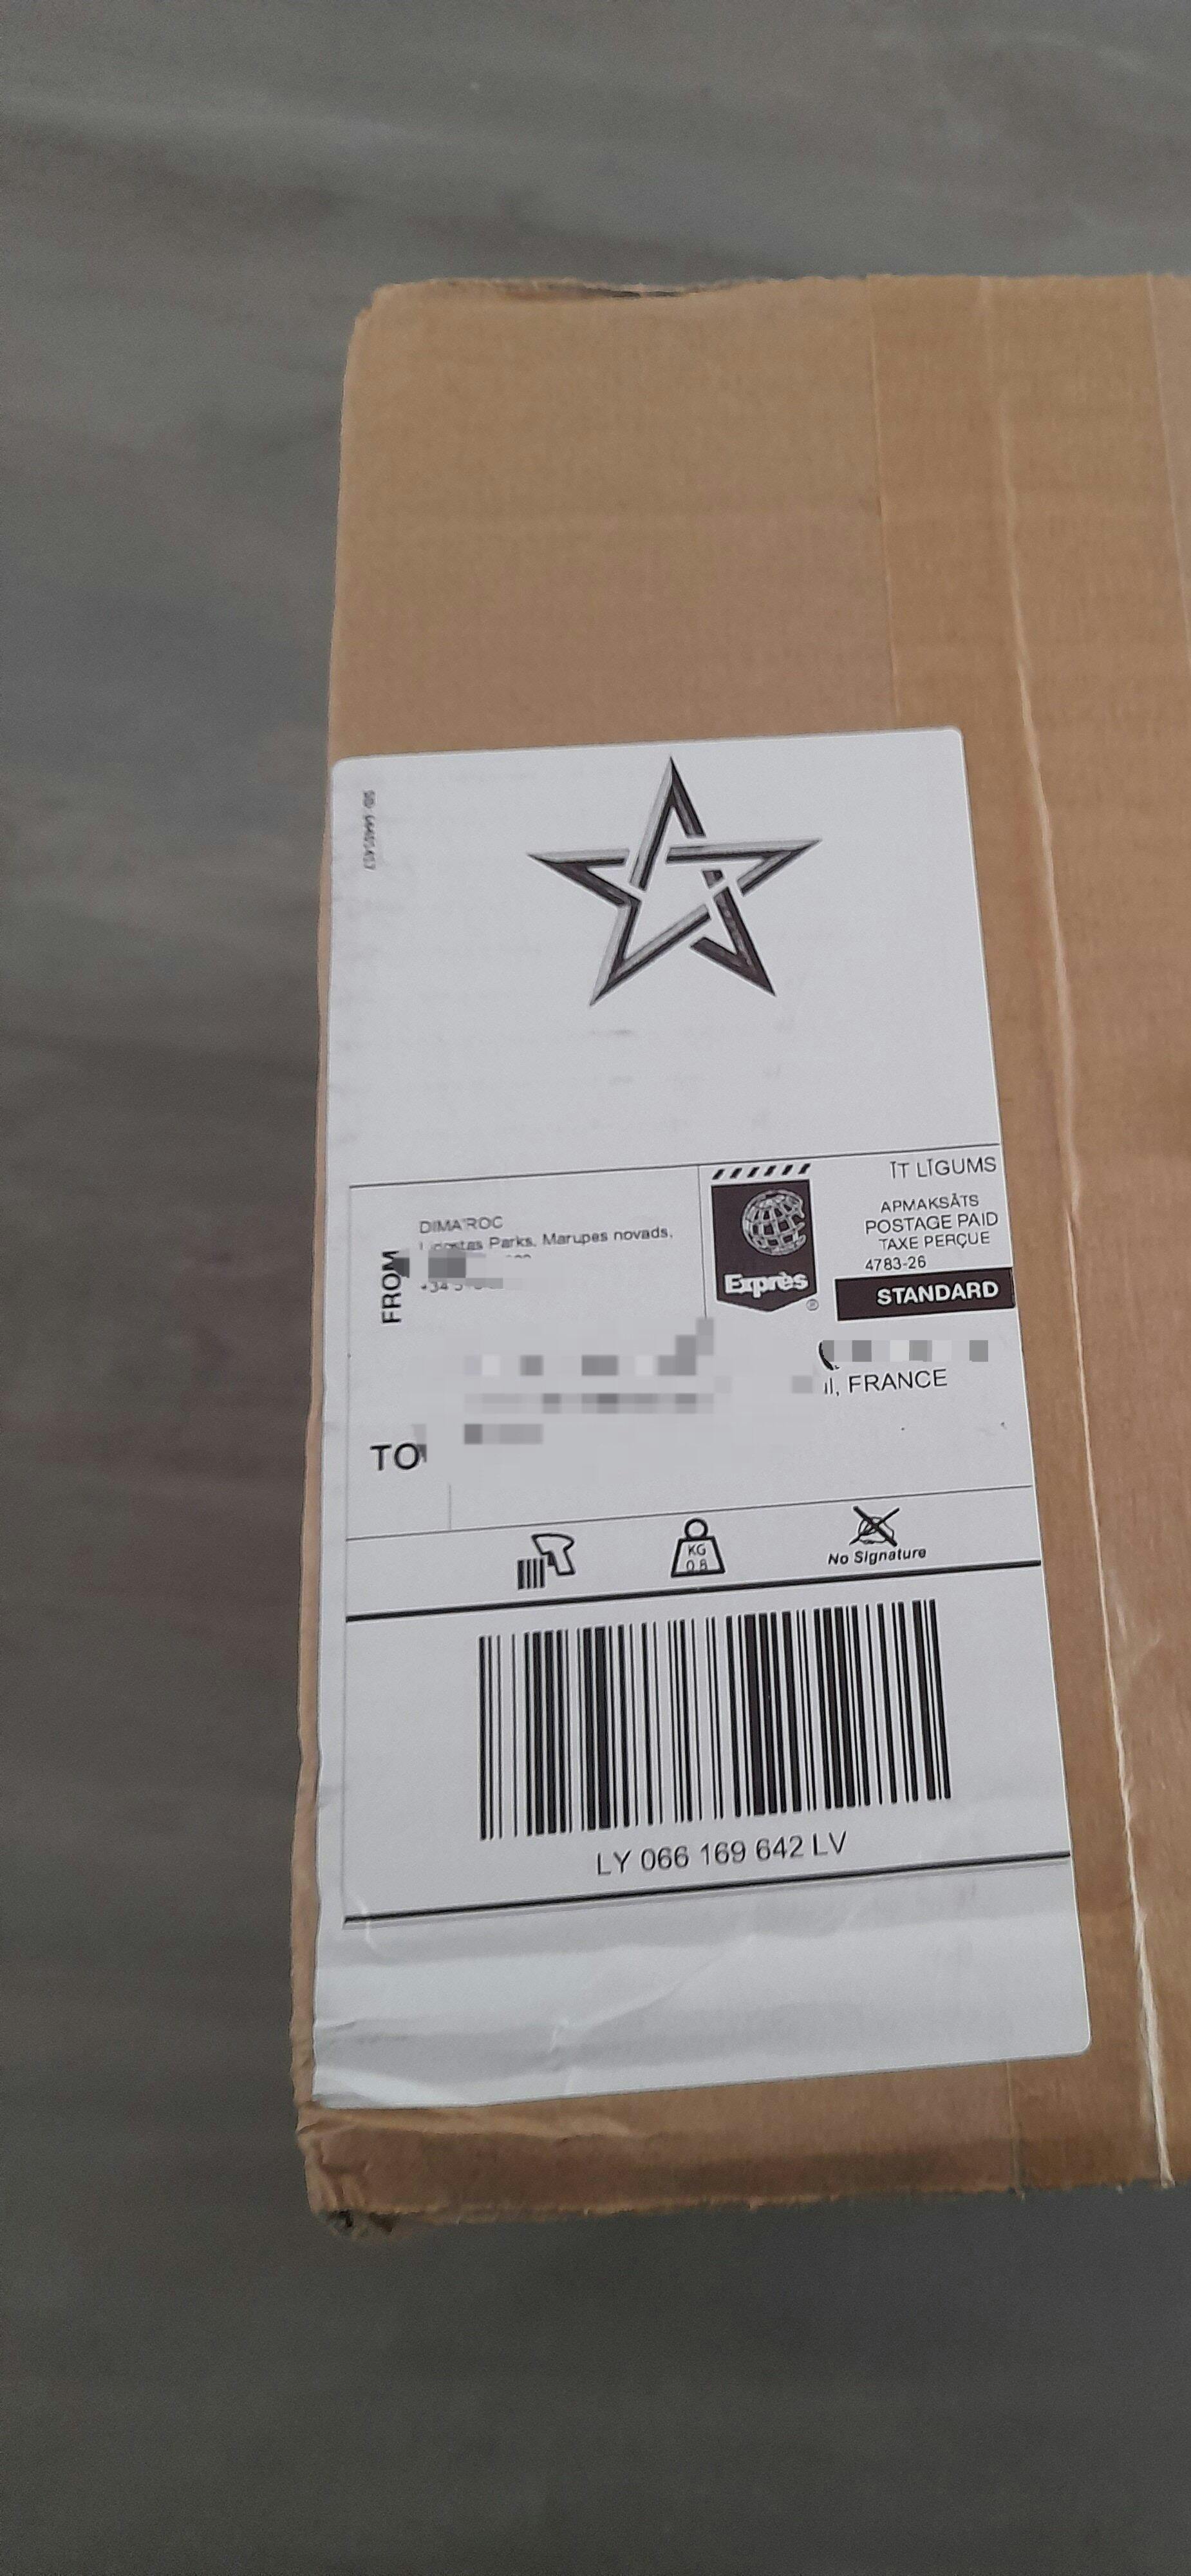 FROM
DIMA'ROC
Parks, Marupes novads,
ĪT LĪGUMS
APMAKSĀTS
POSTAGE PAID
TAXE PERÇUE
4783-26
Exprès
STANDARD
FRANCE
TO
KG
0.8
No Signature
LY 066 169 642 LV